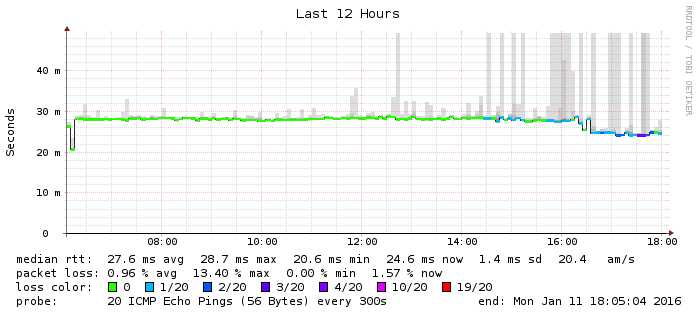 Last 12 Hours
RRDTOOL / TOBI OETIKER
Seconds
40 m
30 m
20 m
10 m
0
08:00 10:00 12:00 14:00 16:00 18:00
median rtt: 27.6 ms avg 28.7 ms max 20.6 ms min 24.6 ms now 1.4 ms sd 20.4 am/s
packet loss: 0.96 % avg 13.40 % max 0.00 % min 1.57 % now
loss color: 0 1/20 2/20 3/20 4/20 10/20 19/20
probe: 20 ICMP Echo Pings (56 Bytes) every 300s end: Mon Jan 11 18:05:04 2016